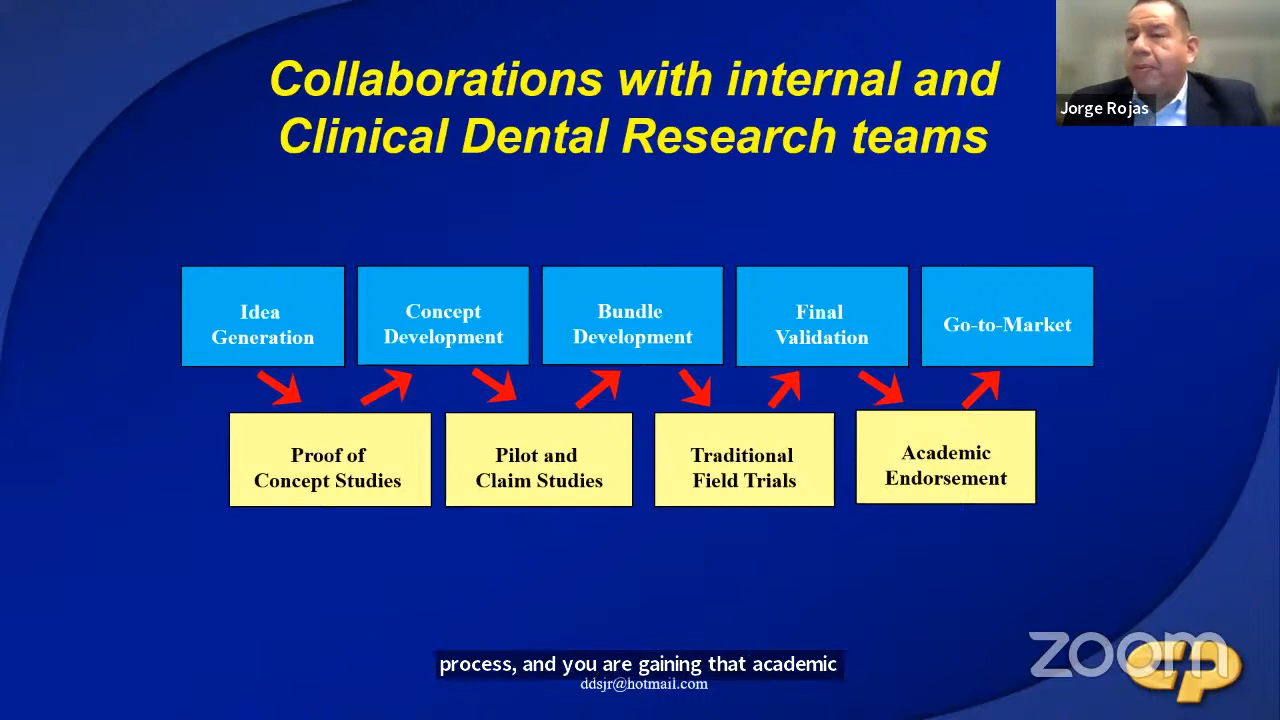 Collaborations with internal and
Clinical Dental Research teams
Jorge Rojas
Idea
Generation
Concept
Development
Bundle
Development
Final
Validation
Go-to-Market
Proof of
Concept Studies
Pilot and
Claim Studies
Traditional
Field Trials
Academic
Endorsement
process, and you are gaining that academic
ddsjr@hotmail.com
zoom
cp